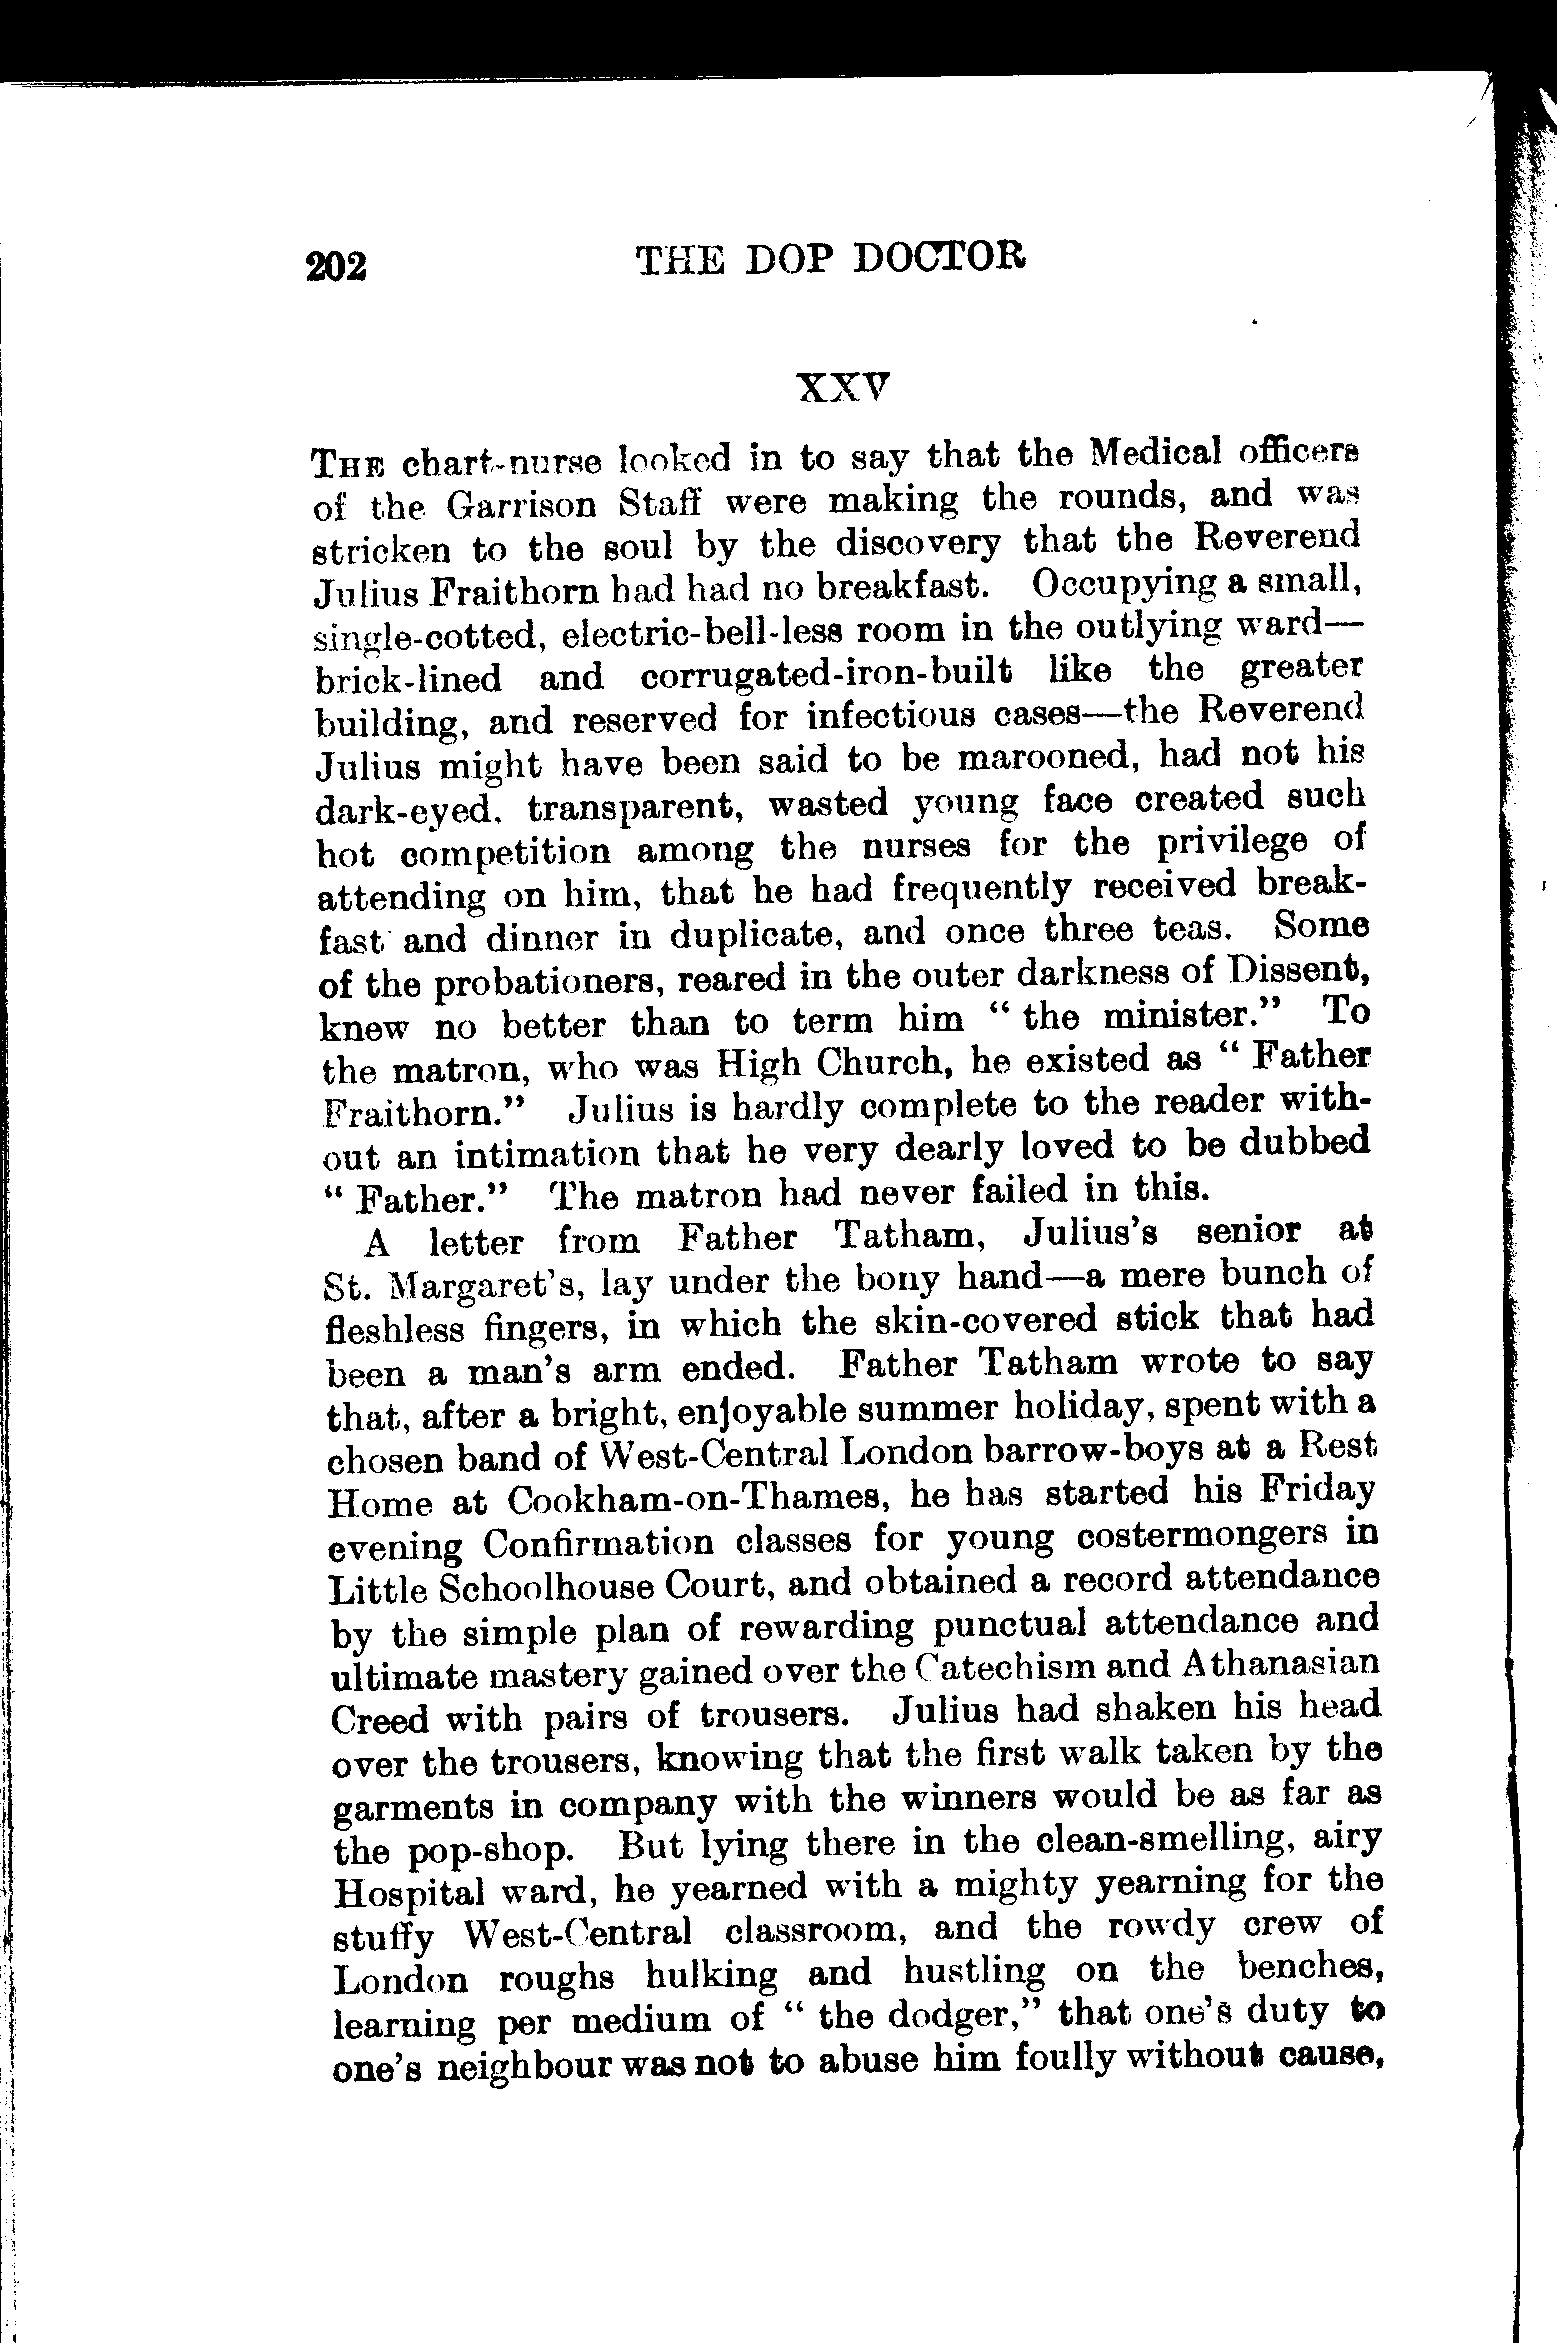 202 THE DOP DOCTOR
XXV
THE chart-nurse looked in to say that the Medical officers
of the Garrison Staff were making the rounds, and was
stricken to the soul by the discovery that the Reverend
Julius Fraithorn had had no breakfast. Occupying a small,
single-cotted, electric-bell-less room in the outlying ward—
brick-lined and corrugated-iron-built like the greater
building, and reserved for infectious cases—the Reverend
Julius might have been said to be marooned, had not his
dark-eyed, transparent, wasted young face created such
hot competition among the nurses for the privilege of
attending on him, that he had frequently received break-
fast and dinner in duplicate, and once three teas. Some
of the probationers, reared in the outer darkness of Dissent,
knew no better than to term him “ the minister.” To
the matron, who was High Church, he existed as “ Father
Fraithorn.” Julius is hardly complete to the reader with-
out an intimation that he very dearly loved to be dubbed
“ Father.” The matron had never failed in this.
A letter from Father Tatham, Julius’s senior at
St. Margaret’s, lay under the bony hand—a mere bunch of
fleshless fingers, in which the skin-covered stick that had
been a man’s arm ended. Father Tatham wrote to say
that, after a bright, enjoyable summer holiday, spent with a
chosen band of West-Central London barrow-boys at a Rest
Home at Cookham-on-Thames, he has started his Friday
evening Confirmation classes for young costermongers in
Little Schoolhouse Court, and obtained a record attendance
by the simple plan of rewarding punctual attendance and
ultimate mastery gained over the Catechism and Athanasian
Creed with pairs of trousers. Julius had shaken his head
over the trousers, knowing that the first walk taken by the
garments in company with the winners would be as far as
the pop-shop. But lying there in the clean-smelling, airy
Hospital ward, he yearned with a mighty yearning for the
stuffy West-Central classroom, and the rowdy crew of
London roughs hulking and hustling on the benches,
learning per medium of “ the dodger,” that one’s duty to
one’s neighbour was not to abuse him foully without cause,